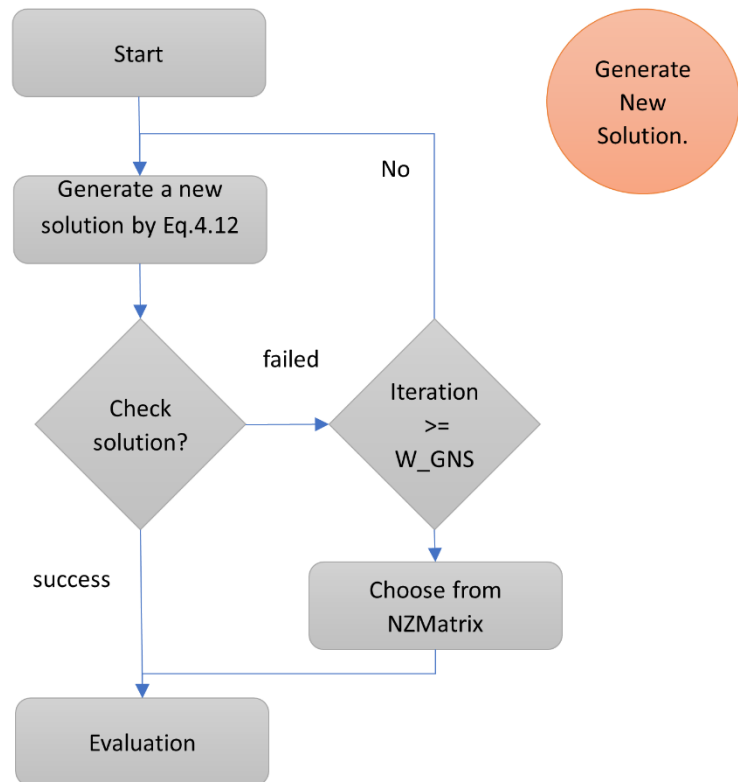 Start
Generate
New
Solution.
No
Generate a new
solution by Eq.4.12
failed
Check
solution?
Iteration
>=
W_GNS
success
Choose from
NZMatrix
Evaluation